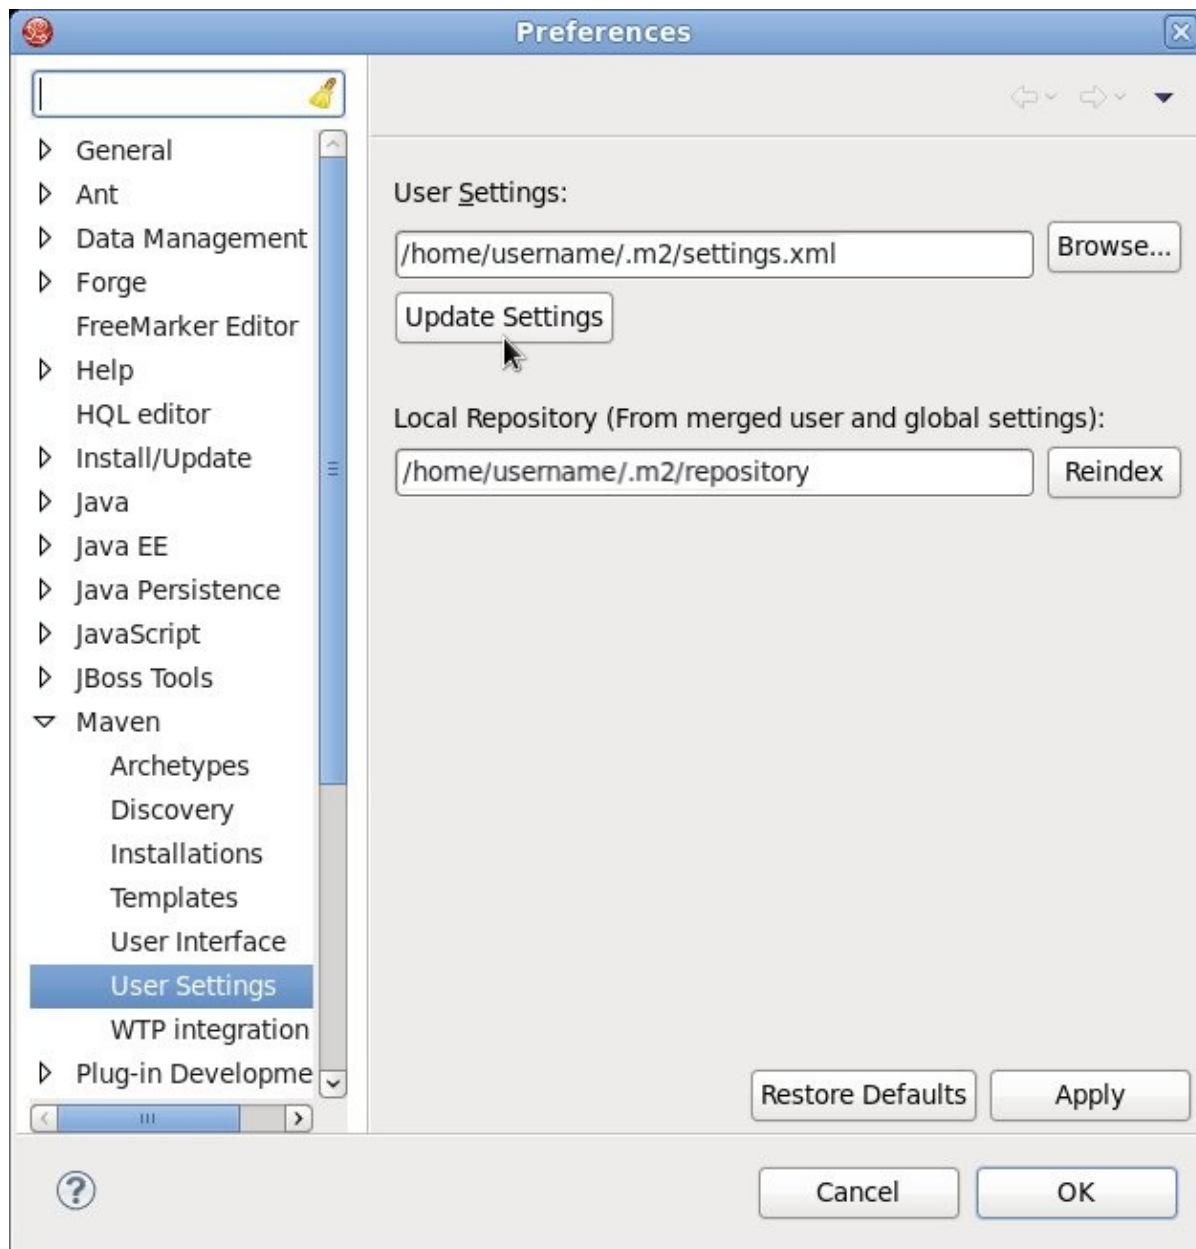 Preferences
General
Ant
Data Management
Forge
FreeMarker Editor
Help
HQL editor
Install/Update
Java
Java EE
Java Persistence
JavaScript
JBoss Tools
Maven
Archetypes
Discovery
Installations
Templates
User Interface
User Settings
WTP integration
Plug-in Developme
User Settings:
/home/username/.m2/settings.xml
Browse...
Update Settings
Local Repository (From merged user and global settings):
/home/username/.m2/repository
Reindex
Restore Defaults
Apply
?
Cancel
OK